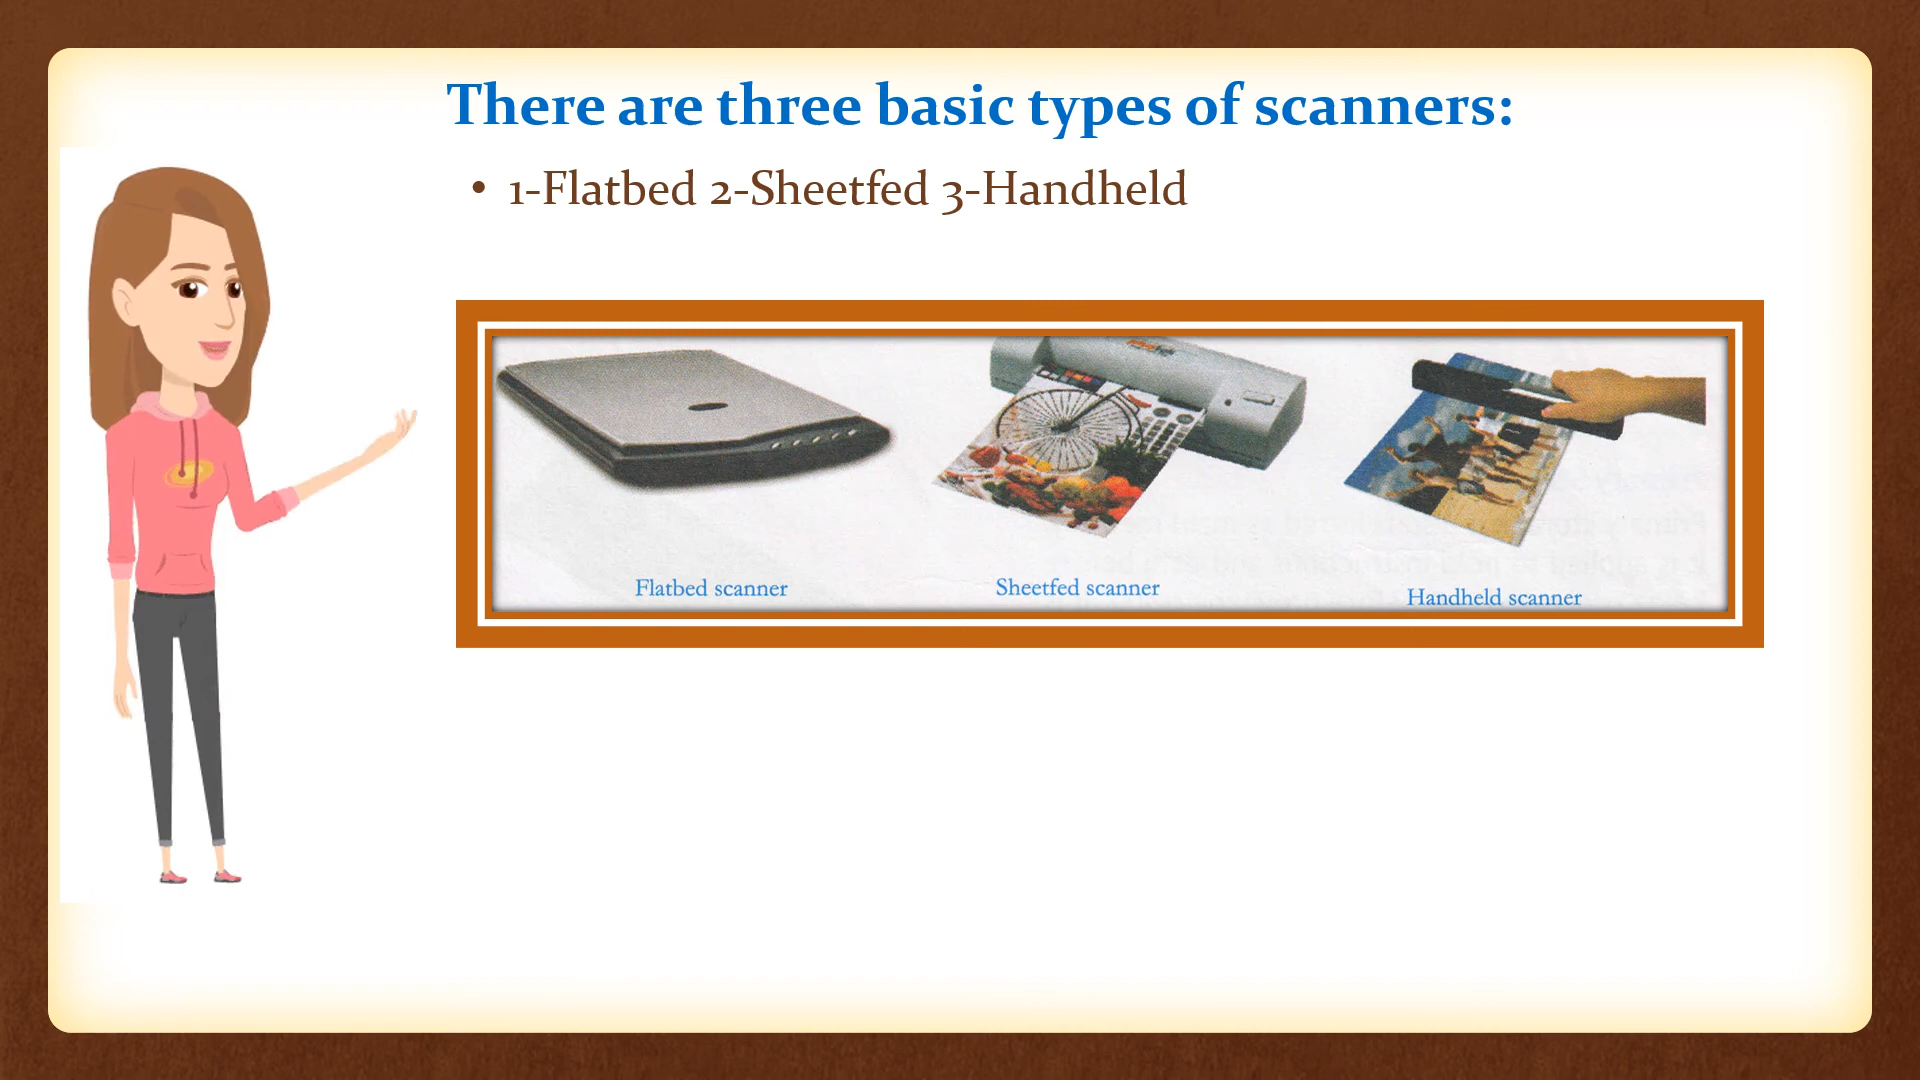 There are three basic types of scanners:
• 1-Flatbed 2-Sheetfed 3-Handheld
Flatbed scanner
Sheetfed scanner
Handheld scanner